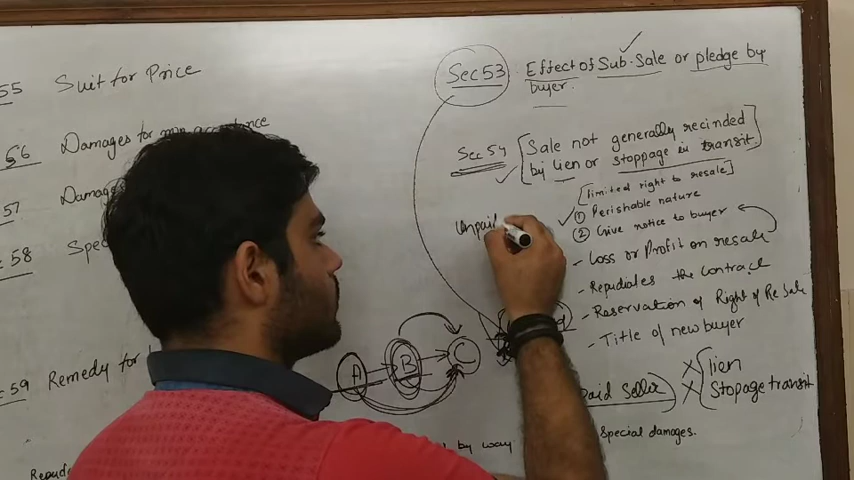 55 Suit for Price
56 Damages for non acceptance
57 Damages
58 Spec
59 Remedy for
Repud
Sec 53 Effect of Sub-Sale or pledge by
buyer.
Sec 54 [Sale not generally recinded
by lien or stoppage in transit.]
[limited right to resale]
① Perishable nature
② Give notice to buyer
Unpaid
- Loss or Profit on resale
- Repudiates the contract
- Reservation of Right of Re Sale
- Title of new buyer
A B C
paid Seller
X lien
X Stopage transit
by way
special damages.